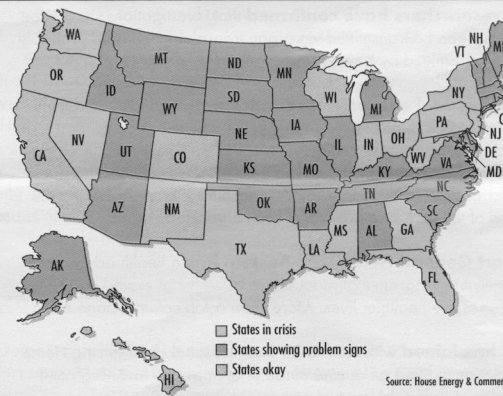 WA
NH
ME
VT
MT
ND
MN
OR
ID
SD
WI
NY
WY
MI
IA
PA
NE
NJ
NV
IL
IN
OH
DE
UT
CO
WV
MD
CA
KS
MO
KY
VA
TN
NC
AZ
NM
OK
AR
SC
MS
AL
GA
TX
LA
AK
FL
HI
States in crisis
States showing problem signs
States okay
Source: House Energy &